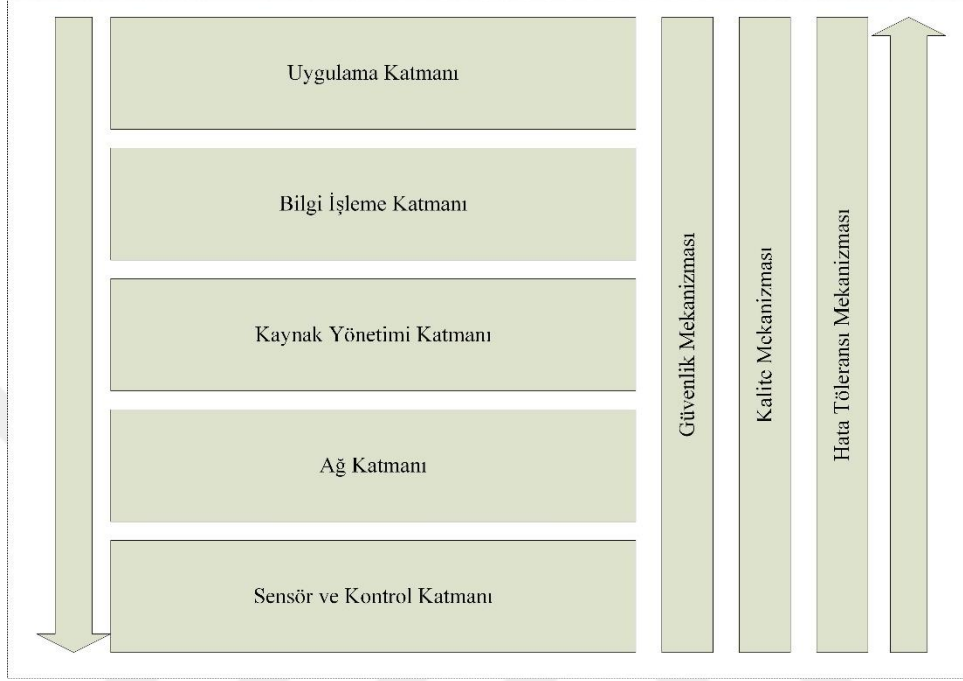 Uygulama Katmanı
Bilgi İşleme Katmanı
Kaynak Yönetimi Katmanı
Ağ Katmanı
Sensör ve Kontrol Katmanı
Güvenlik Mekanizması
Kalite Mekanizması
Hata Töleransı Mekanizması